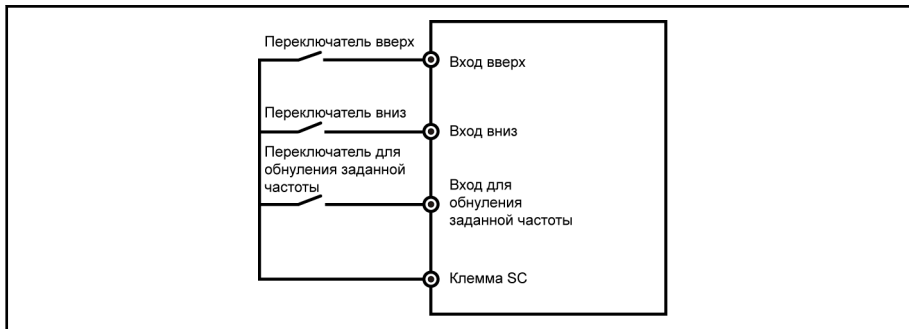 Переключатель вверх
Вход вверх
Переключатель вниз
Вход вниз
Переключатель для
обнуления заданной
частоты
Вход для
обнуления
заданной частоты
Клемма SC